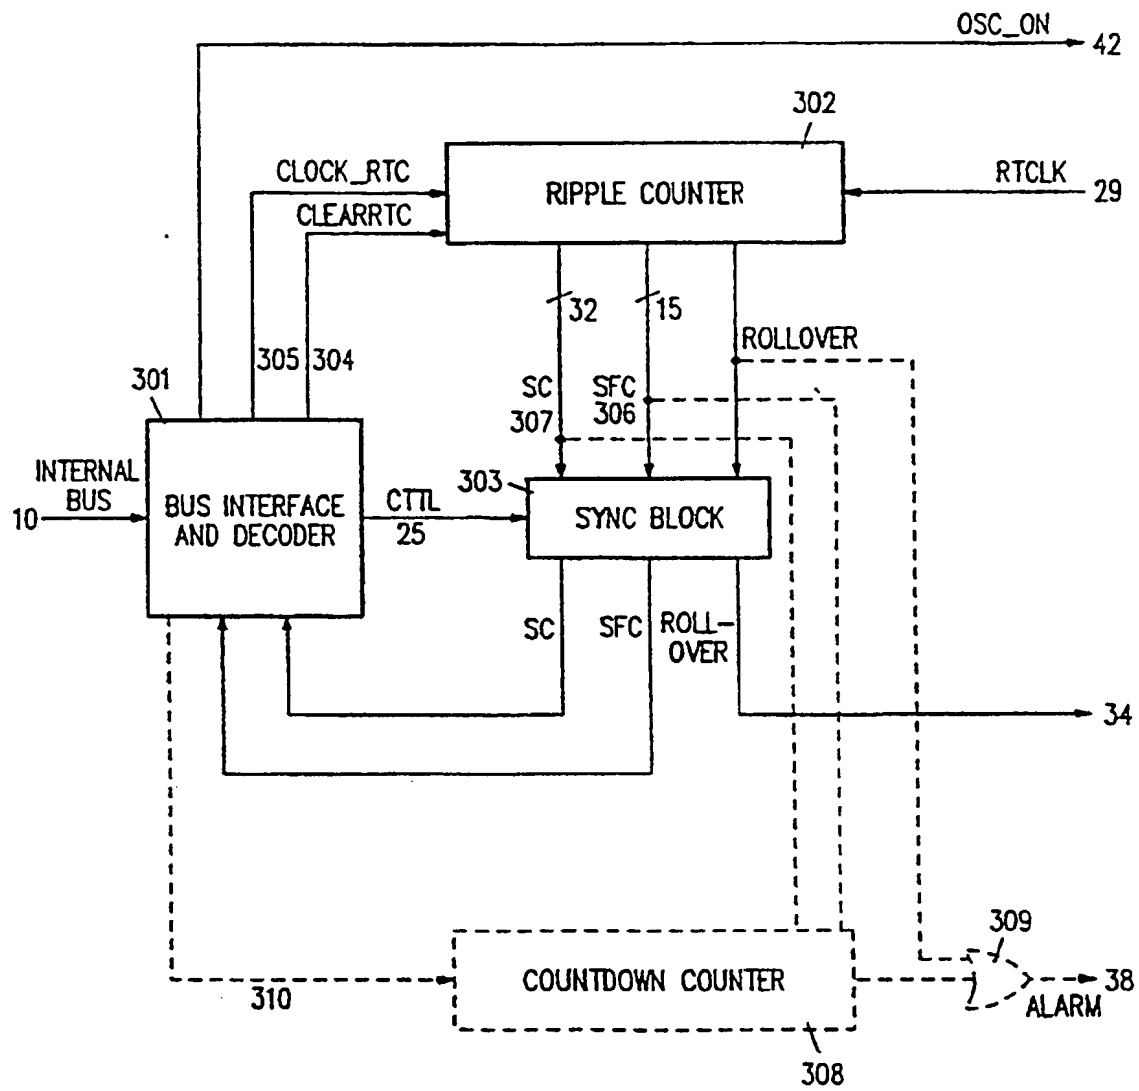 OSC_ON
42
302
CLOCK_RTC
RIPPLE COUNTER
RTCLK
29
CLEARRTC
32
15
305
304
ROLLOVER
301
SC
307
SFC
306
INTERNAL
BUS
10
BUS INTERFACE
AND DECODER
CTTL
25
303
SYNC BLOCK
SC
SFC
ROLL-
OVER
34
309
310
COUNTDOWN COUNTER
38
ALARM
308